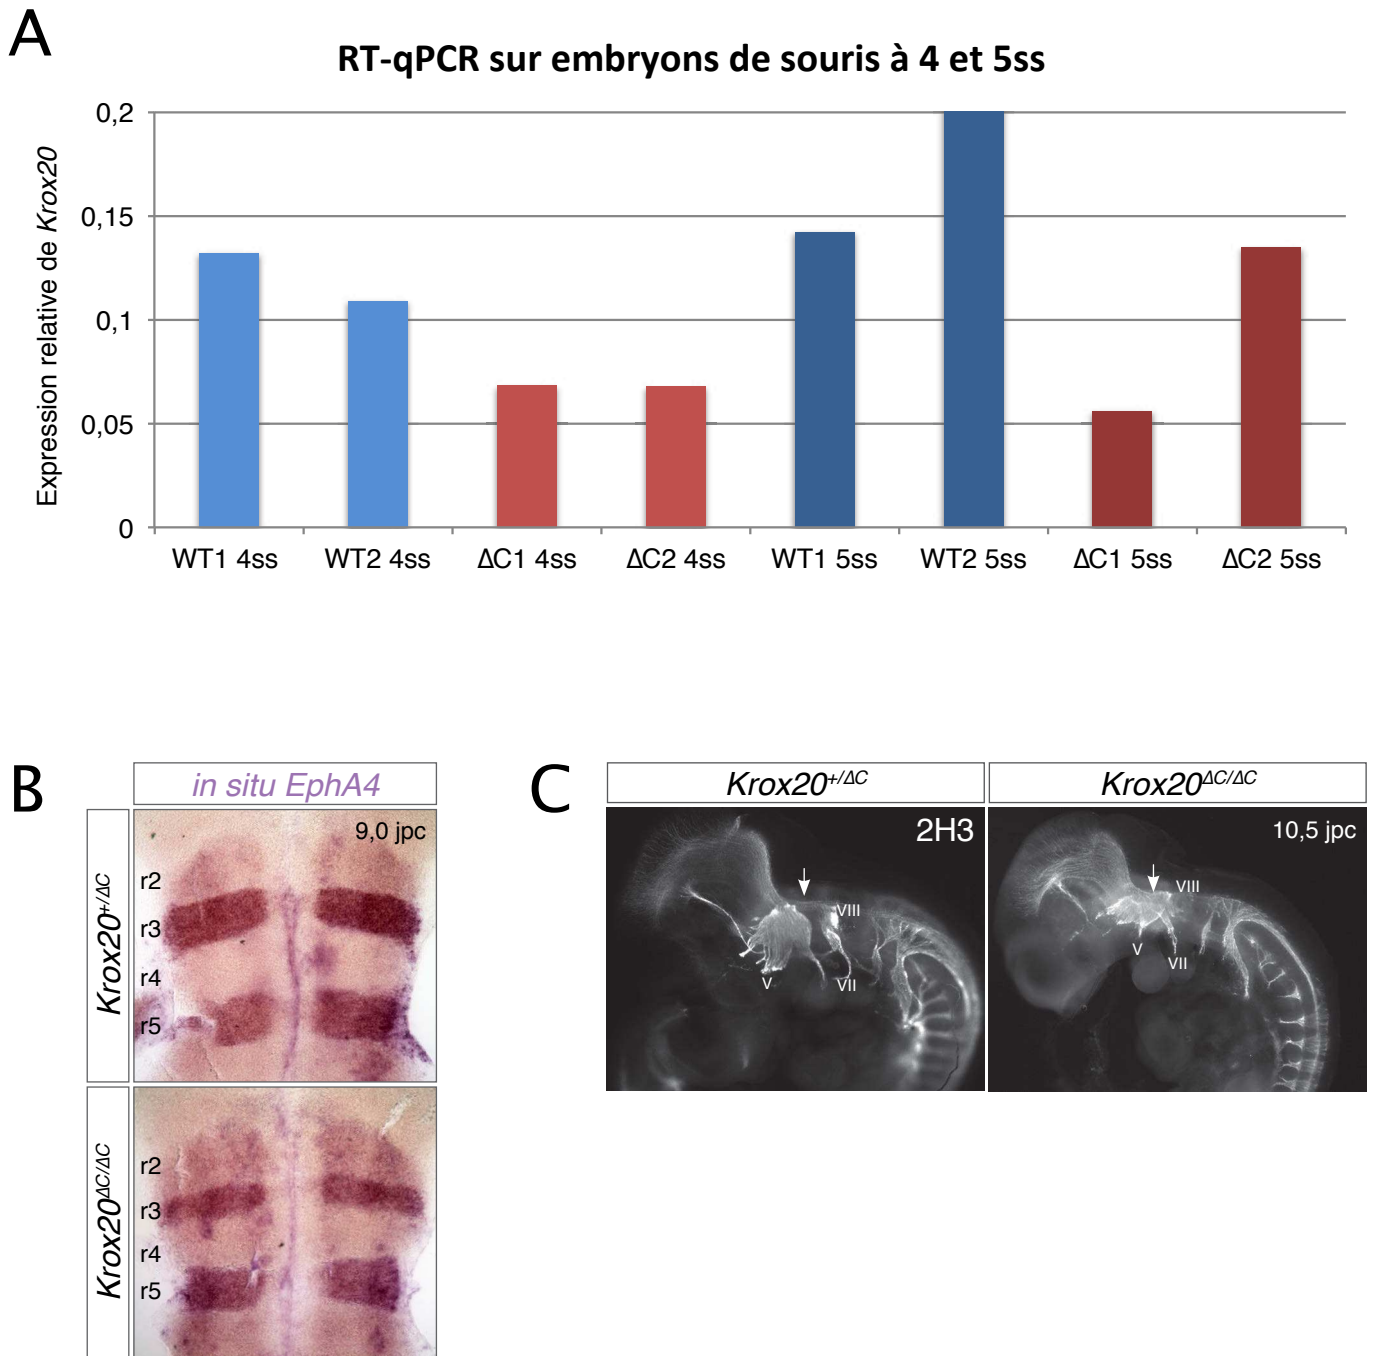 A
RT-qPCR sur embryons de souris à 4 et 5ss
Expression relative de Krox20
0,2
0,15
0,1
0,05
0
WT1 4ss
WT2 4ss
ΔC1 4ss
ΔC2 4ss
WT1 5ss
WT2 5ss
ΔC1 5ss
ΔC2 5ss
B
in situ EphA4
Krox20+/ΔC
9,0 jpc
r2
r3
r4
r5
Krox20ΔC/ΔC
r2
r3
r4
r5
C
Krox20+/ΔC
Krox20ΔC/ΔC
2H3
VIII
V
VII
10,5 jpc
VIII
V
VII